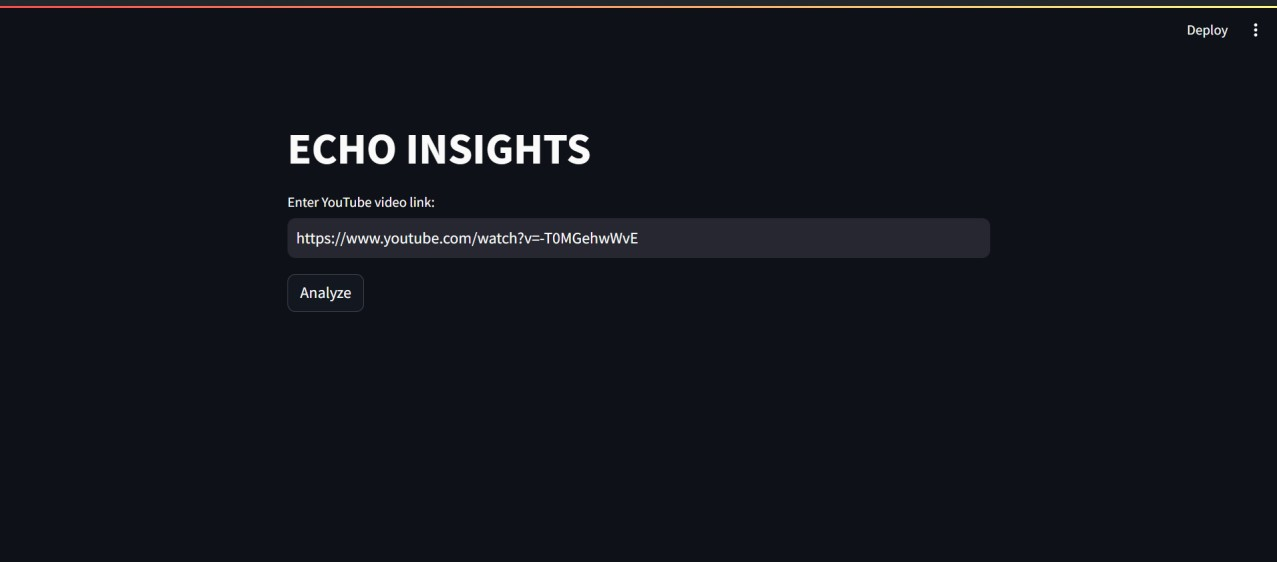 Deploy
ECHO INSIGHTS
Enter YouTube video link:
https://www.youtube.com/watch?v=-T0MGehwWvE
Analyze